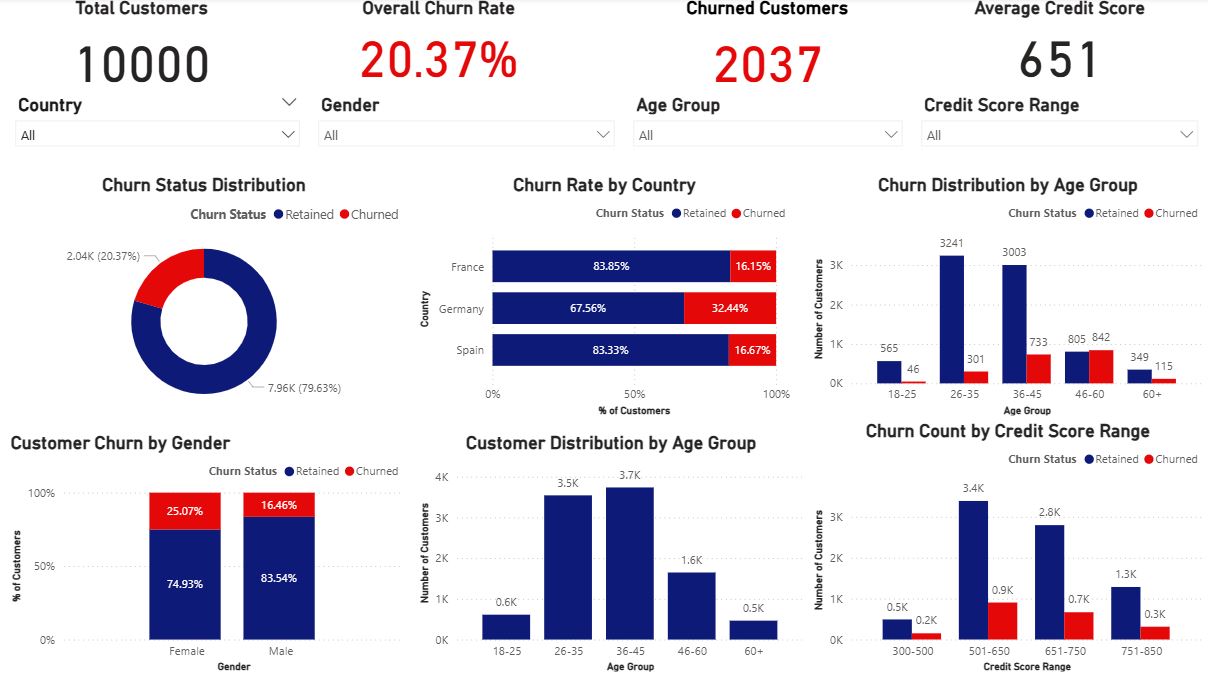 Total Customers
Overall Churn Rate
Churned Customers
Average Credit Score
10000
20.37%
2037
651
Country
Gender
Age Group
Credit Score Range
All
All
All
All
Churn Status Distribution
Churn Status Retained Churned
2.04K (20.37%)
7.96K (79.63%)
Churn Rate by Country
Churn Status Retained Churned
Country
France
83.85%
16.15%
Germany
67.56%
32.44%
Spain
83.33%
16.67%
0%
50%
100%
% of Customers
Churn Distribution by Age Group
Churn Status Retained Churned
Number of Customers
3K
2K
1K
0K
565
46
3241
301
3003
733
805
842
349
115
18-25
26-35
36-45
46-60
60+
Age Group
Customer Churn by Gender
Churn Status Retained Churned
% of Customers
100%
50%
0%
25.07%
74.93%
16.46%
83.54%
Female
Male
Gender
Customer Distribution by Age Group
Number of Customers
4K
3K
2K
1K
0K
0.6K
3.5K
3.7K
1.6K
0.5K
18-25
26-35
36-45
46-60
60+
Age Group
Churn Count by Credit Score Range
Churn Status Retained Churned
Number of Customers
3K
2K
1K
0K
0.5K
0.2K
3.4K
0.9K
2.8K
0.7K
1.3K
0.3K
300-500
501-650
651-750
751-850
Credit Score Range